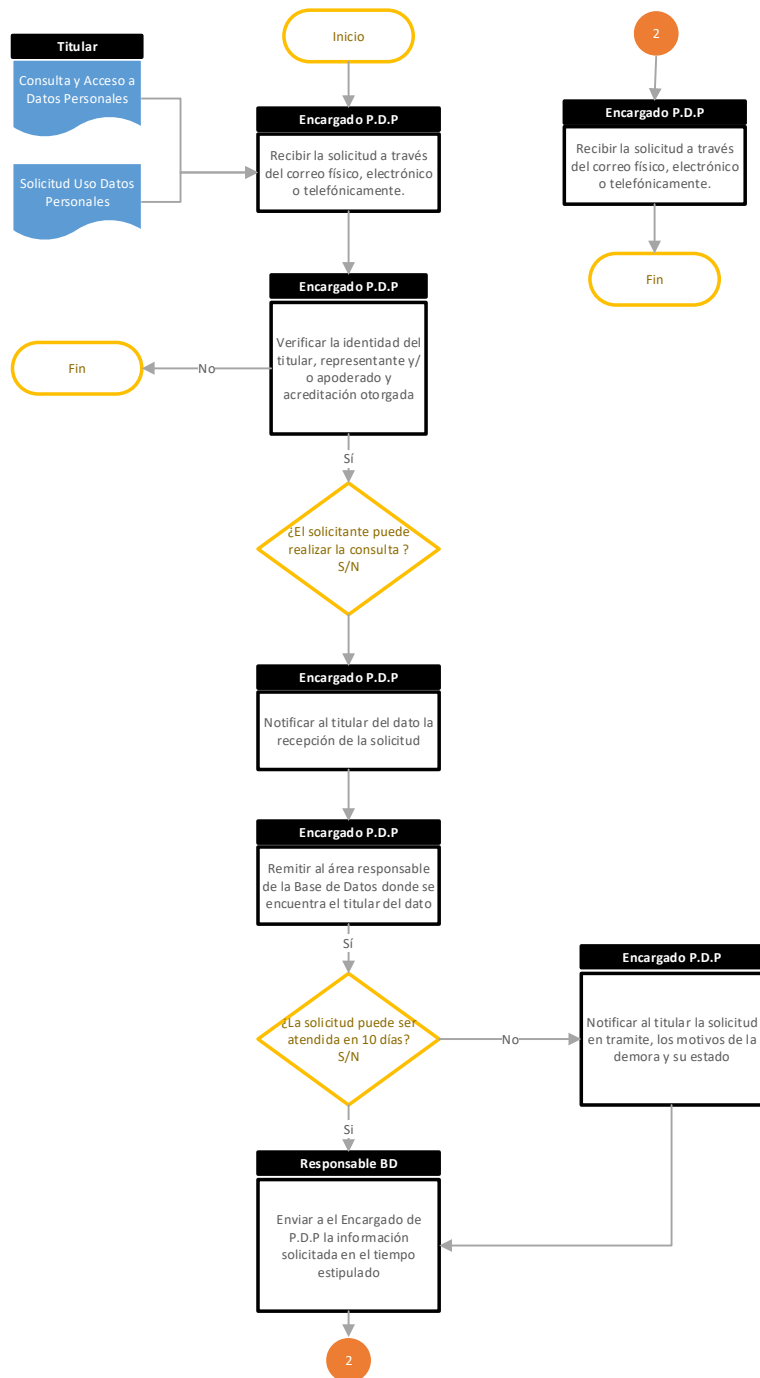 Inicio
Titular
Consulta y Acceso a
Datos Personales
Solicitud Uso Datos
Personales
Encargado P.D.P
Recibir la solicitud a través
del correo físico, electrónico
o telefónicamente.
Encargado P.D.P
Verificar la identidad del
titular, representante y/
o apoderado y
acreditación otorgada
No
Fin
Sí
¿El solicitante puede
realizar la consulta ?
S/N
Encargado P.D.P
Notificar al titular del dato la
recepción de la solicitud
Encargado P.D.P
Remitir al área responsable
de la Base de Datos donde se
encuentra el titular del dato
Sí
¿La solicitud puede ser
atendida en 10 días?
S/N
No
Encargado P.D.P
Notificar al titular la solicitud
en tramite, los motivos de la
demora y su estado
Si
Responsable BD
Enviar a el Encargado de
P.D.P la información
solicitada en el tiempo
estipulado
2
2
Encargado P.D.P
Recibir la solicitud a través
del correo físico, electrónico
o telefónicamente.
Fin